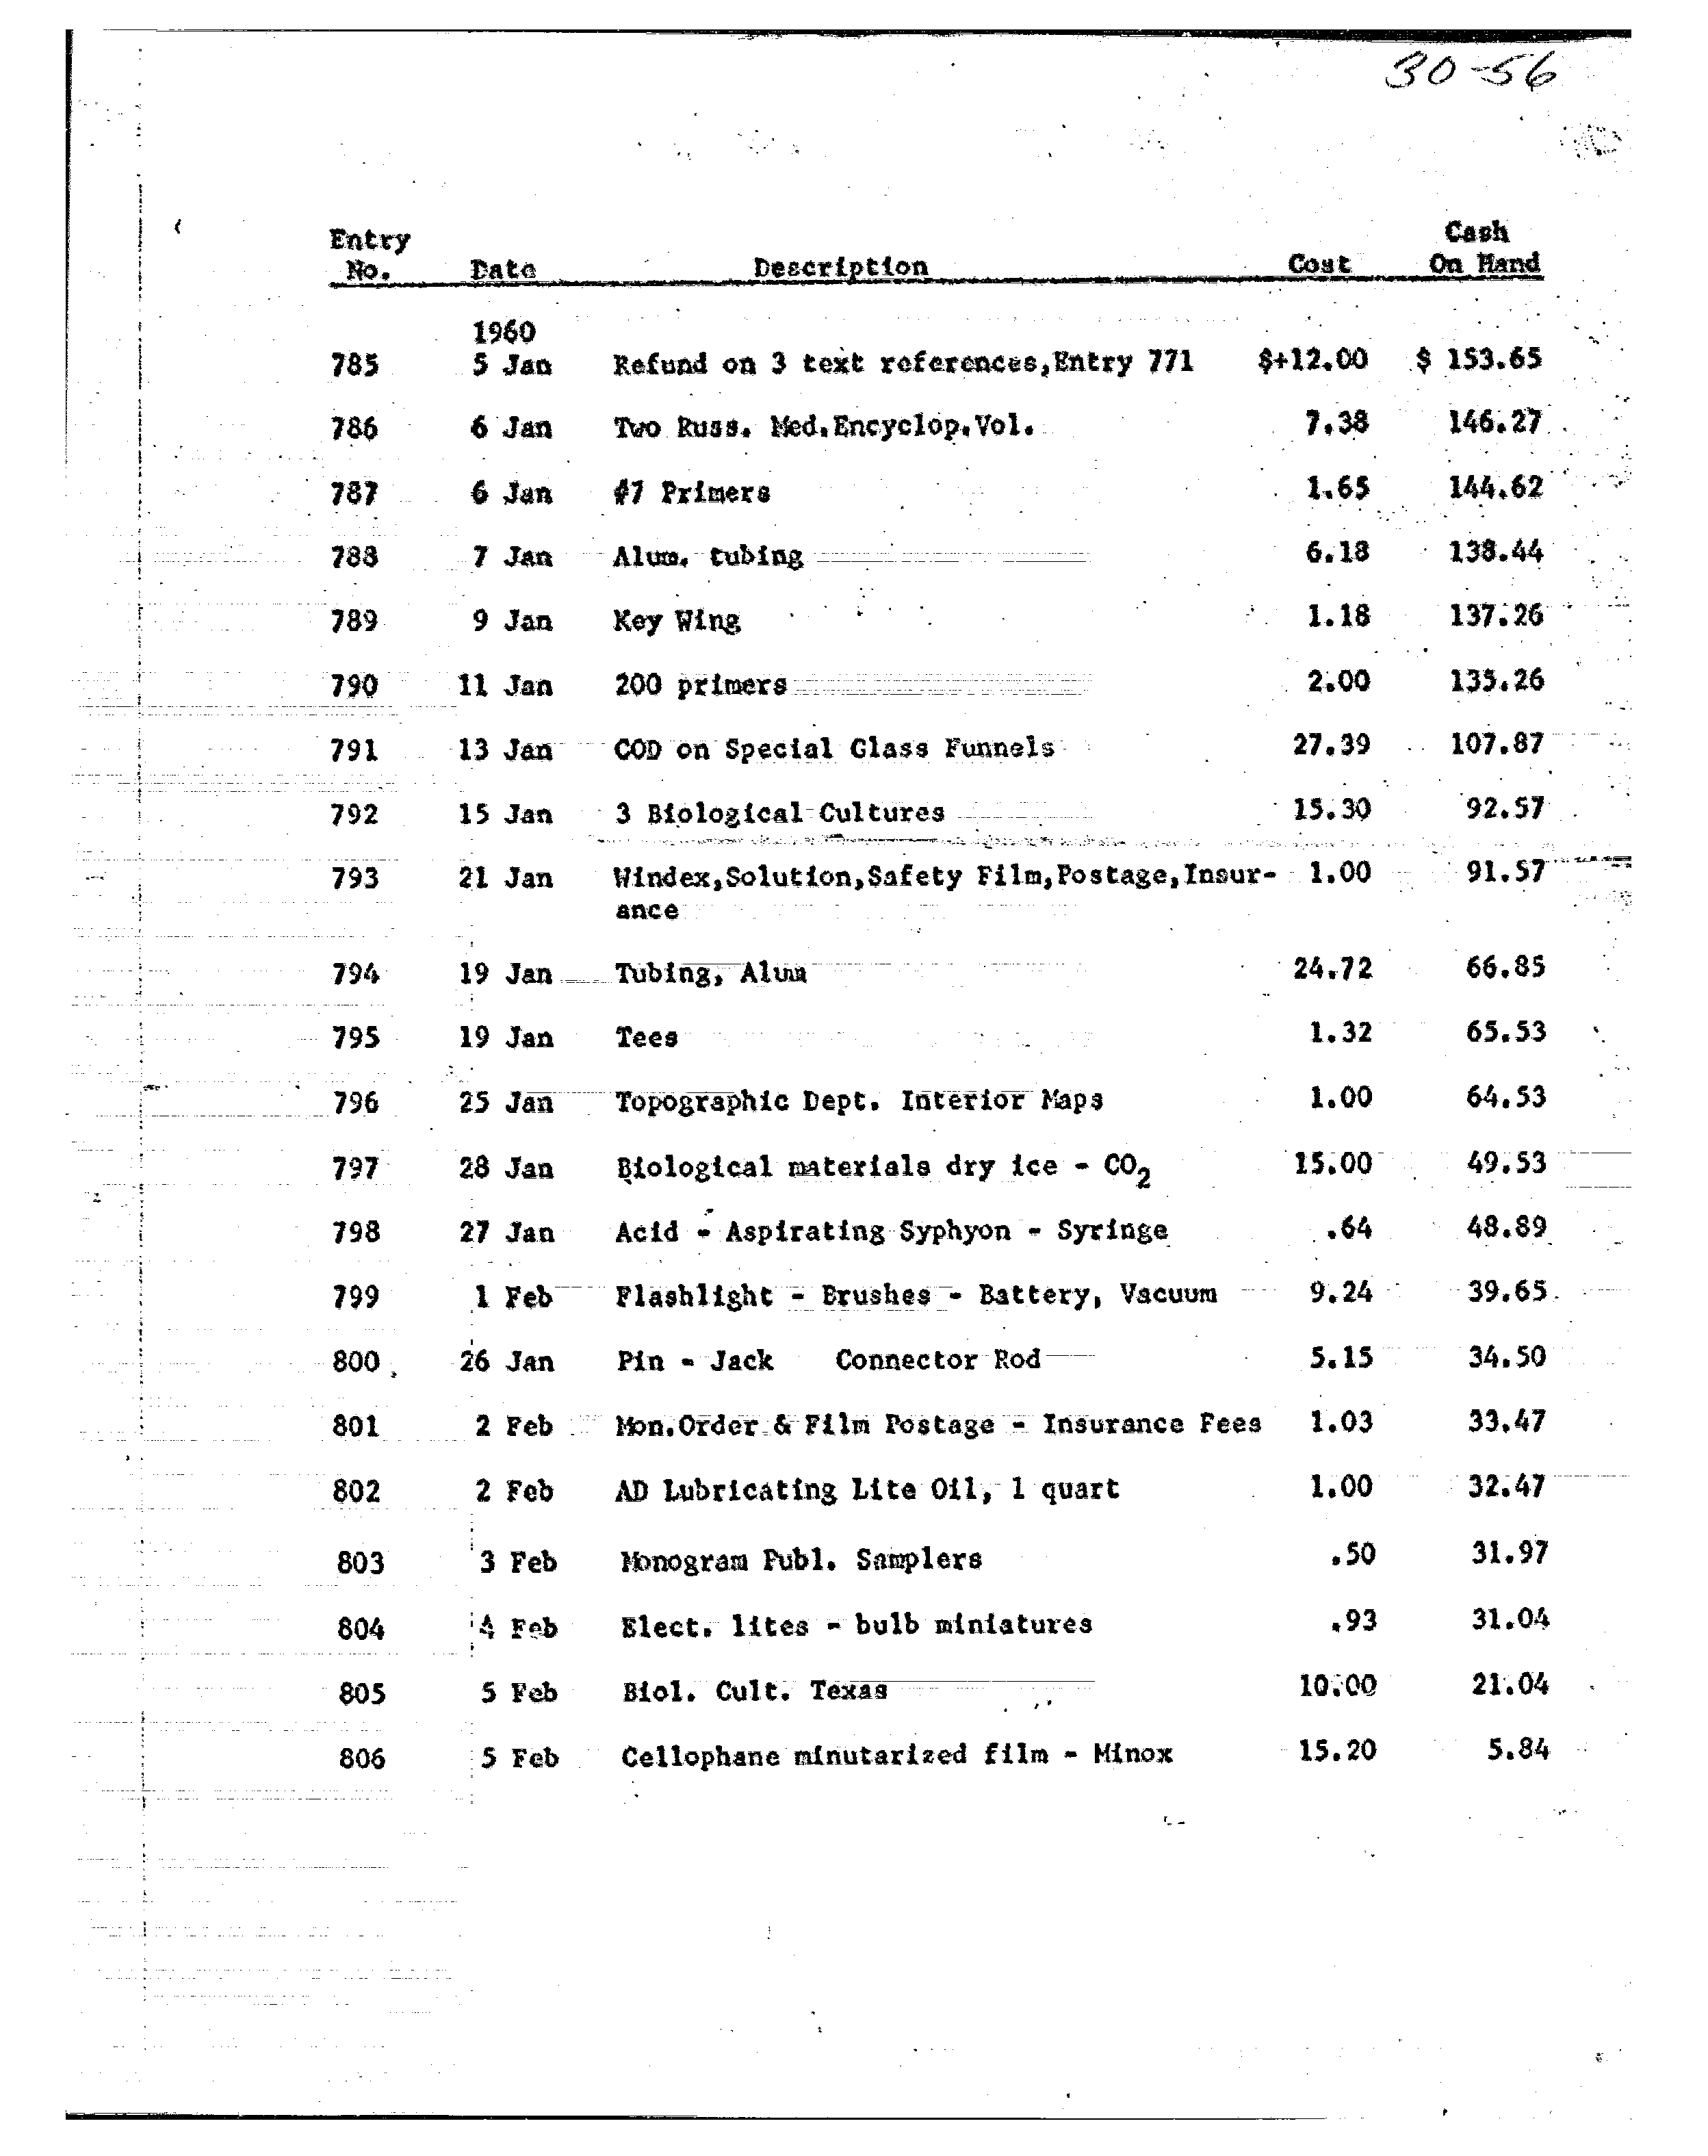 30-56
Entry No. Date Description Cost Cash On Hand
1960
785 5 Jan Refund on 3 text references,Entry 771 $+12.00 $ 153.65
786 6 Jan Two Russ. Med.Encyclop.Vol. 7.38 146.27
787 6 Jan #7 Primers 1.65 144.62
788 7 Jan Alum. tubing 6.18 138.44
789 9 Jan Key Wing 1.18 137.26
790 11 Jan 200 primers 2.00 135.26
791 13 Jan COD on Special Glass Funnels 27.39 107.87
792 15 Jan 3 Biological Cultures 15.30 92.57
793 21 Jan Windex,Solution,Safety Film,Postage,Insur- 1.00 91.57
ance
794 19 Jan Tubing, Alum 24.72 66.85
795 19 Jan Tees 1.32 65.53
796 25 Jan Topographic Dept. Interior Maps 1.00 64.53
797 28 Jan Biological materials dry ice - CO2 15.00 49.53
798 27 Jan Acid - Aspirating Syphyon - Syringe .64 48.89
799 1 Feb Flashlight - Brushes - Battery, Vacuum 9.24 39.65
800 26 Jan Pin - Jack Connector Rod 5.15 34.50
801 2 Feb Mon.Order & Film Postage - Insurance Fees 1.03 33.47
802 2 Feb AD Lubricating Lite Oil, 1 quart 1.00 32.47
803 3 Feb Monogram Publ. Samplers .50 31.97
804 4 Feb Elect. lites - bulb miniatures .93 31.04
805 5 Feb Biol. Cult. Texas 10.00 21.04
806 5 Feb Cellophane minutarized film - Minox 15.20 5.84